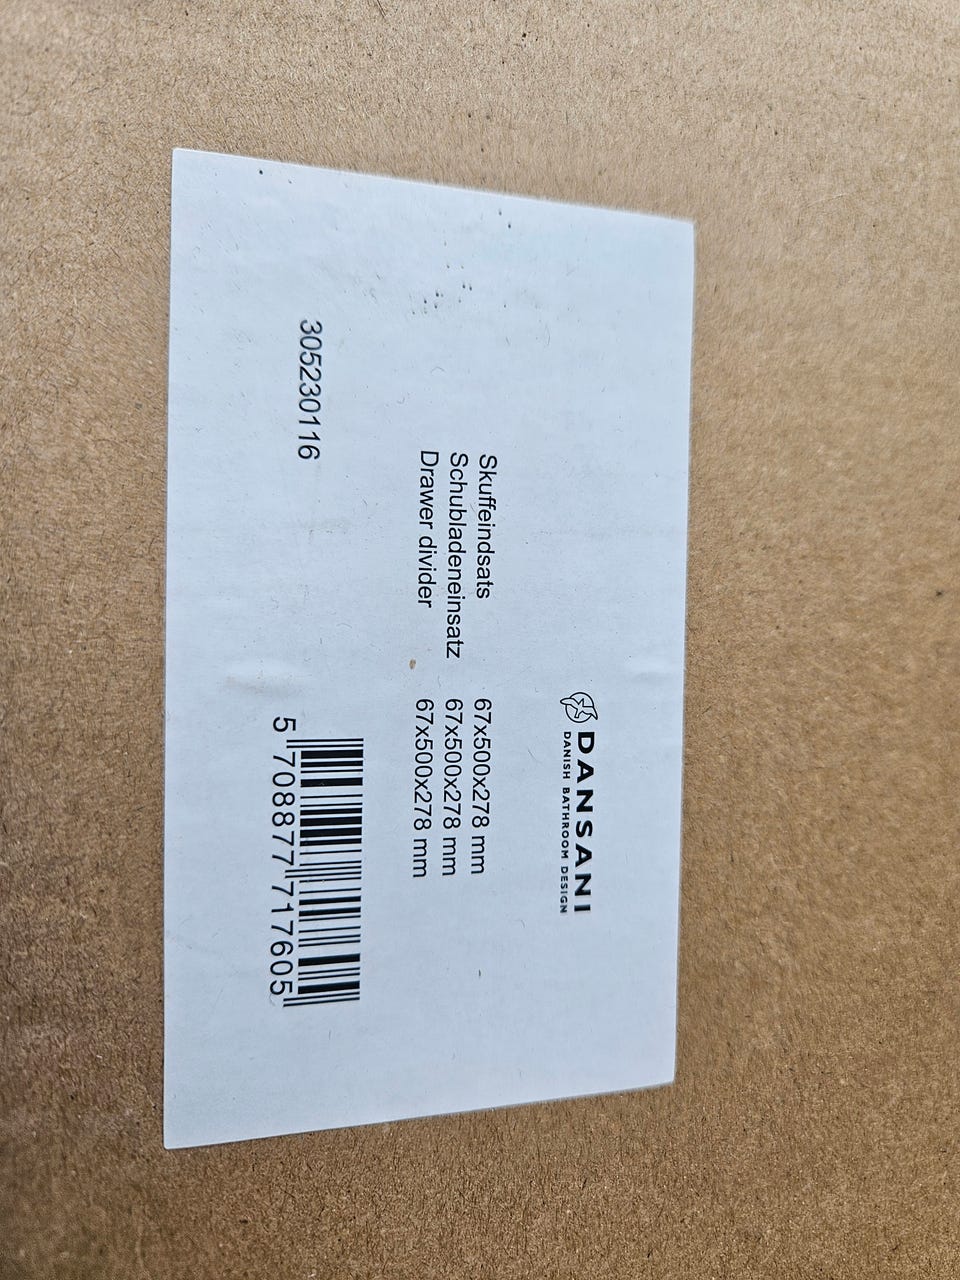 DANSANI
DANISH BATHROOM DESIGN
Skuffeindsats 67x500x278 mm
Schubladeneinsatz 67x500x278 mm
Drawer divider 67x500x278 mm
305230116
5 708877 717605